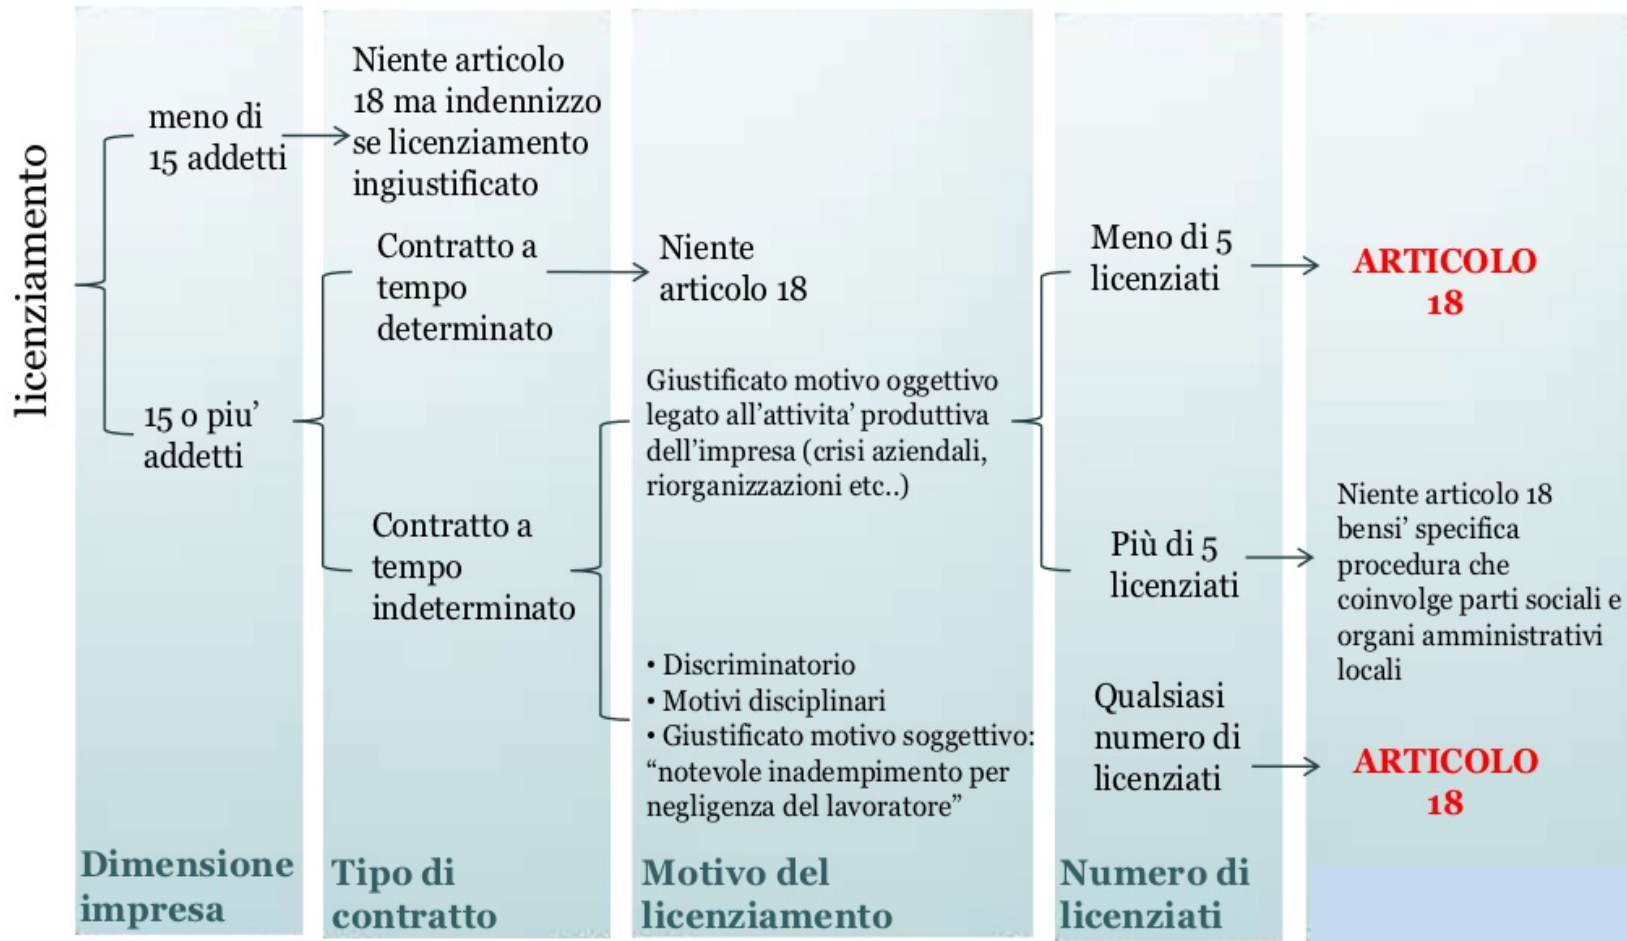 licenziamento
meno di
15 addetti
15 o piu'
addetti
Dimensione
impresa
Niente articolo
18 ma indennizzo
se licenziamento
ingiustificato
Contratto a
tempo
determinato
Contratto a
tempo
indeterminato
Tipo di
contratto
Niente
articolo 18
Giustificato motivo oggettivo
legato all'attivita' produttiva
dell'impresa (crisi aziendali,
riorganizzazioni etc..)
• Discriminatorio
• Motivi disciplinari
• Giustificato motivo soggettivo:
“notevole inadempimento per
negligenza del lavoratore”
Motivo del
licenziamento
Meno di 5
licenziati
Più di 5
licenziati
Qualsiasi
numero di
licenziati
Numero di
licenziati
ARTICOLO
18
Niente articolo 18
bensi' specifica
procedura che
coinvolge parti sociali e
organi amministrativi
locali
ARTICOLO
18